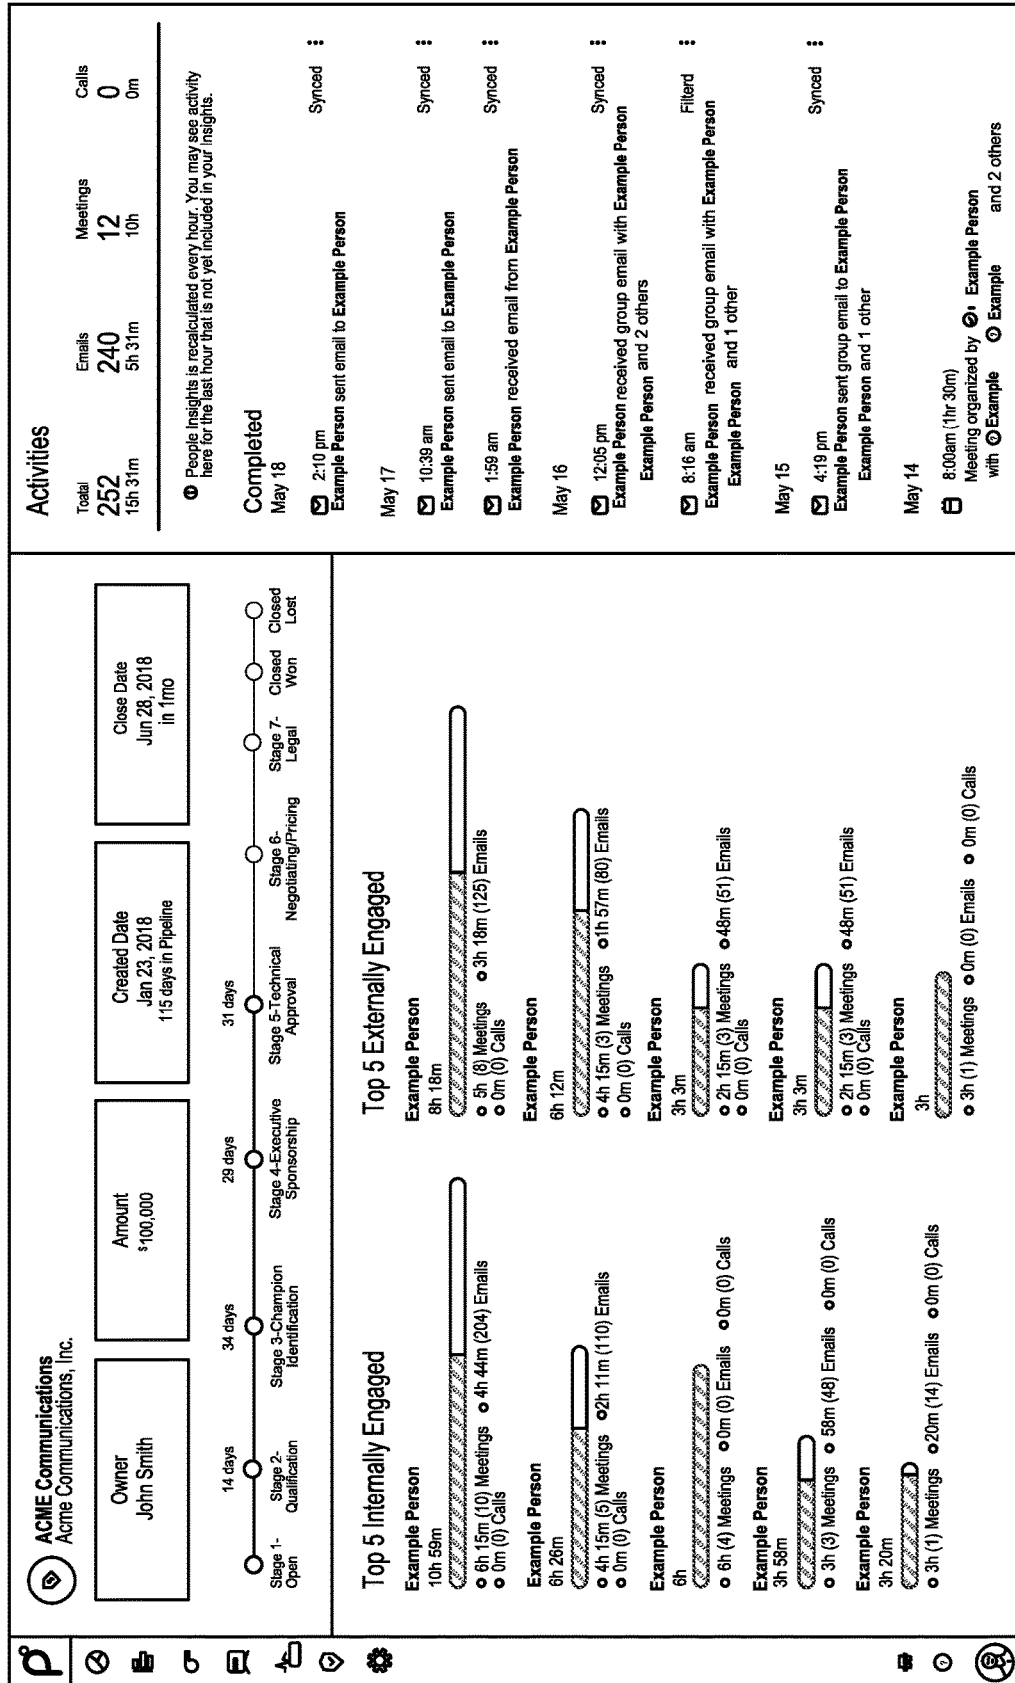 ACME Communications
Acme Communications, Inc.
Owner
John Smith
Amount
$100,000
Created Date
Jan 23, 2018
115 days in Pipeline
Close Date
Jun 28, 2018
in 1mo
14 days
34 days
29 days
31 days
Stage 1-
Open
Stage 2-
Qualification
Stage 3-Champion
Identification
Stage 4-Executive
Sponsorship
Stage 5-Technical
Approval
Stage 6-
Negotiating/Pricing
Stage 7-
Legal
Closed
Won
Closed
Lost
Top 5 Internally Engaged
Example Person
10h 59m
6h 15m (10) Meetings 4h 44m (204) Emails
0m (0) Calls
Example Person
6h 26m
4h 15m (5) Meetings 2h 11m (110) Emails
0m (0) Calls
Example Person
6h
6h (4) Meetings 0m (0) Emails 0m (0) Calls
Example Person
3h 58m
3h (3) Meetings 58m (48) Emails 0m (0) Calls
Example Person
3h 20m
3h (1) Meetings 20m (14) Emails 0m (0) Calls
Top 5 Externally Engaged
Example Person
8h 18m
5h (8) Meetings 3h 18m (125) Emails
0m (0) Calls
Example Person
6h 12m
4h 15m (3) Meetings 1h 57m (80) Emails
0m (0) Calls
Example Person
3h 3m
2h 15m (3) Meetings 48m (51) Emails
0m (0) Calls
Example Person
3h 3m
2h 15m (3) Meetings 48m (51) Emails
0m (0) Calls
Example Person
3h
3h (1) Meetings 0m (0) Emails 0m (0) Calls
Activities
Toatal Emails Meetings Calls
252 240 12 0
15h 31m 5h 31m 10h 0m
People Insights is recalculated every hour. You may see activity
here for the last hour that is not yet included in your Insights.
Completed
May 18
2:10 pm Synced
Example Person sent email to Example Person
May 17
10:39 am Synced
Example Person sent email to Example Person
1:59 am Synced
Example Person received email from Example Person
May 16
12:05 pm Synced
Example Person received group email with Example Person
Example Person and 2 others
8:16 am Filterd
Example Person received group email with Example Person
Example Person and 1 other
May 15
4:19 pm Synced
Example Person sent group email to Example Person
Example Person and 1 other
May 14
8:00am (1hr 30m)
Meeting organized by Example Person
with Example Example and 2 others